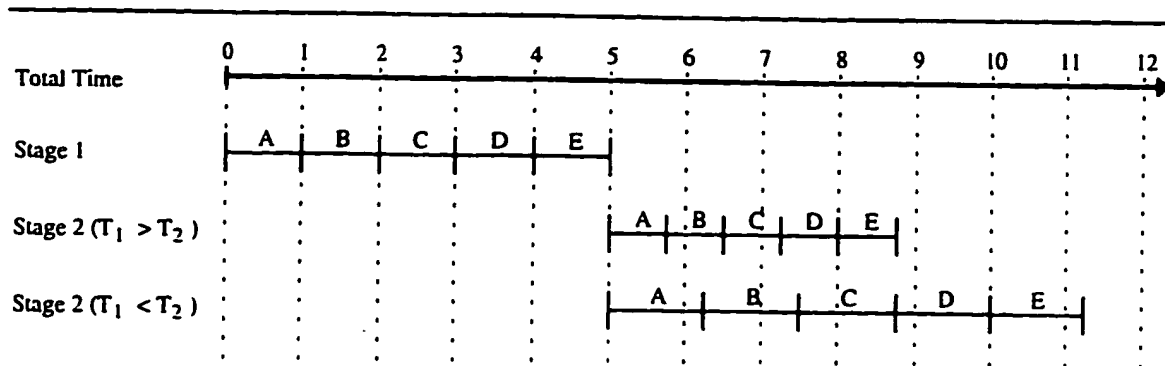 0 1 2 3 4 5 6 7 8 9 10 11 12
Total Time
Stage 1 A B C D E
Stage 2 (T₁ > T₂) A B C D E
Stage 2 (T₁ < T₂) A B C D E